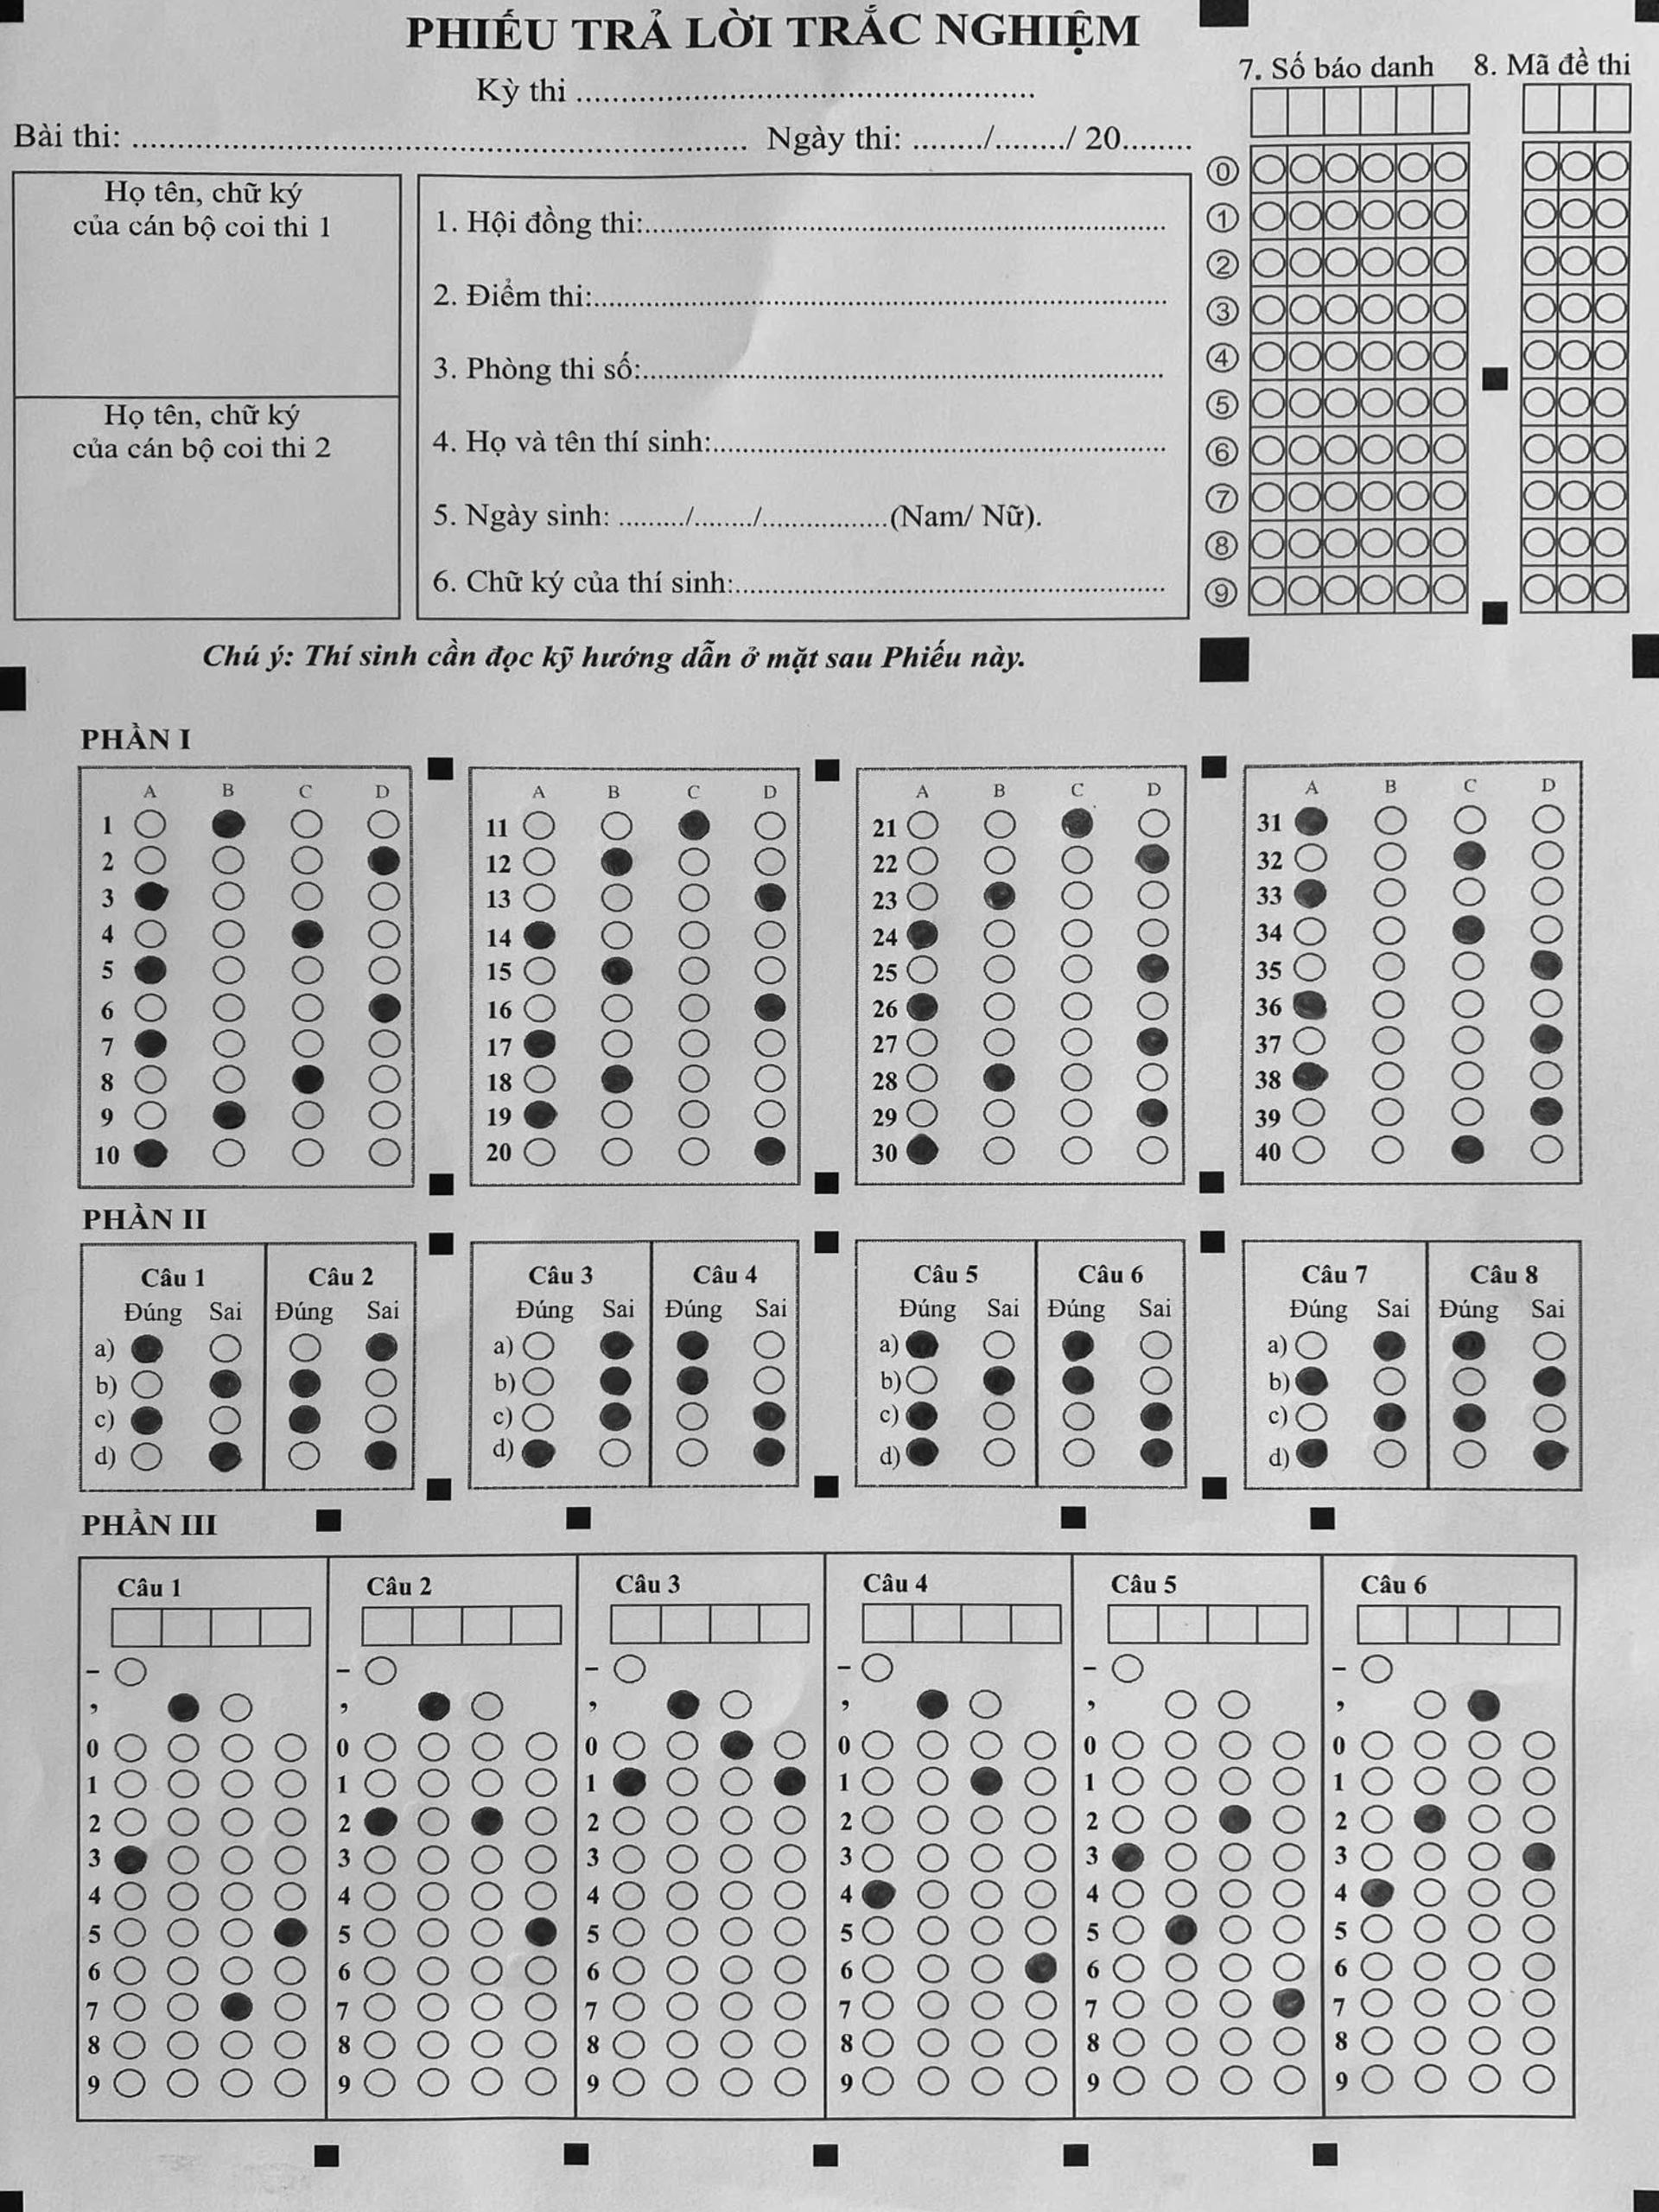 PHIẾU TRẢ LỜI TRẮC NGHIỆM
Kỳ thi ....................................................
Bài thi: .................................................................... Ngày thi: ......../......../ 20........
7. Số báo danh 8. Mã đề thi
Họ tên, chữ ký
của cán bộ coi thi 1
Họ tên, chữ ký
của cán bộ coi thi 2
1. Hội đồng thi:..........................................................
2. Điểm thi:................................................................
3. Phòng thi số:..........................................................
4. Họ và tên thí sinh:..................................................
5. Ngày sinh: ........./......../................(Nam/ Nữ).
6. Chữ ký của thí sinh:................................................
0
1
2
3
4
5
6
7
8
9
Chú ý: Thí sinh cần đọc kỹ hướng dẫn ở mặt sau Phiếu này.
PHẦN I
A B C D A B C D A B C D A B C D
1 11 21 31
2 12 22 32
3 13 23 33
4 14 24 34
5 15 25 35
6 16 26 36
7 17 27 37
8 18 28 38
9 19 29 39
10 20 30 40
PHẦN II
Câu 1 Câu 2 Câu 3 Câu 4 Câu 5 Câu 6 Câu 7 Câu 8
Đúng Sai Đúng Sai Đúng Sai Đúng Sai Đúng Sai Đúng Sai Đúng Sai Đúng Sai
a) a) a) a)
b) b) b) b)
c) c) c) c)
d) d) d) d)
PHẦN III
Câu 1 Câu 2 Câu 3 Câu 4 Câu 5 Câu 6
– – – – – –
, , , , , ,
0 0 0 0 0 0
1 1 1 1 1 1
2 2 2 2 2 2
3 3 3 3 3 3
4 4 4 4 4 4
5 5 5 5 5 5
6 6 6 6 6 6
7 7 7 7 7 7
8 8 8 8 8 8
9 9 9 9 9 9